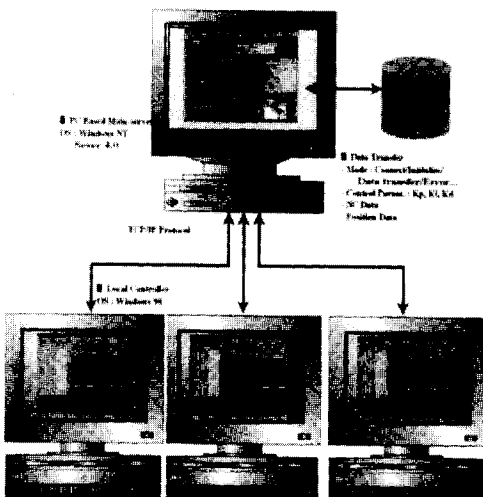 PC Based Main server
OS : Windows NT
Server 4.0
Data Transfer
- Mode : Connect/Initialize/
Data transfer/Error...
- Control Param. : Kp, Ki, Kd
- NC Data
- Position Data
TCP/IP Protocol
Local Controller
OS : Windows 98